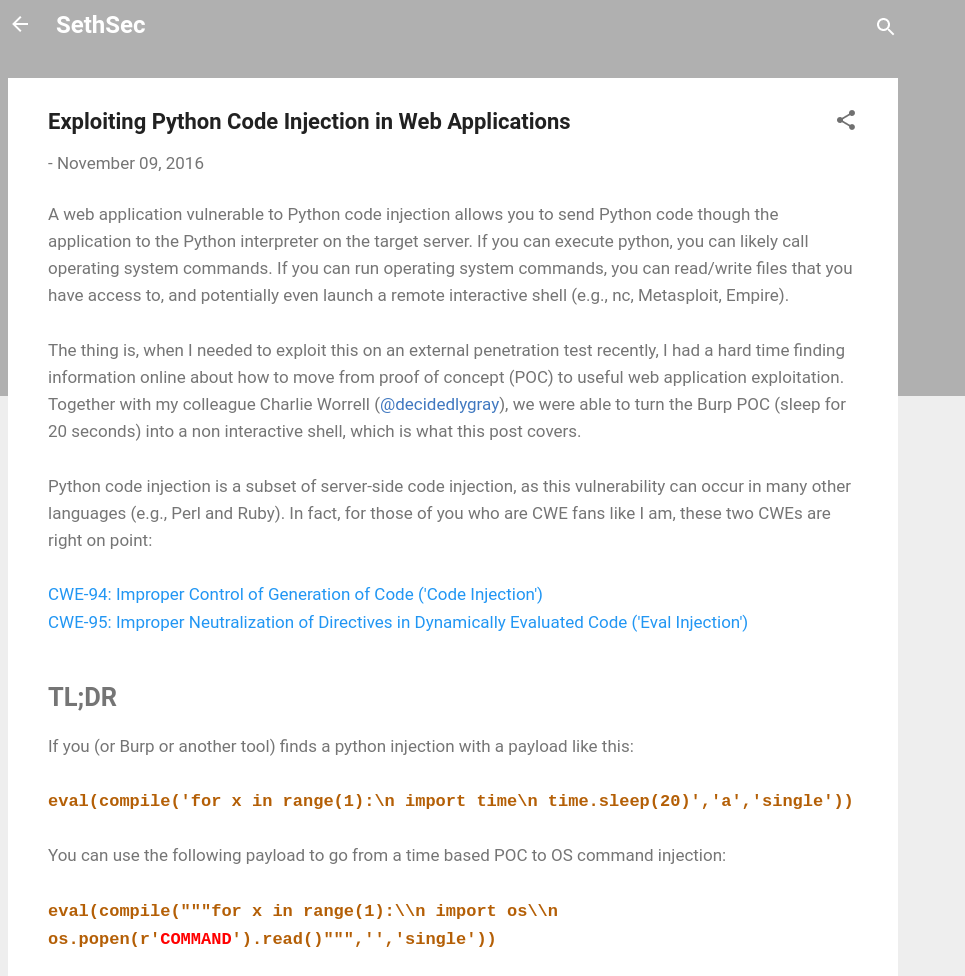 SethSec
Exploiting Python Code Injection in Web Applications
- November 09, 2016
A web application vulnerable to Python code injection allows you to send Python code though the
application to the Python interpreter on the target server. If you can execute python, you can likely call
operating system commands. If you can run operating system commands, you can read/write files that you
have access to, and potentially even launch a remote interactive shell (e.g., nc, Metasploit, Empire).
The thing is, when I needed to exploit this on an external penetration test recently, I had a hard time finding
information online about how to move from proof of concept (POC) to useful web application exploitation.
Together with my colleague Charlie Worrell (@decidedlygray), we were able to turn the Burp POC (sleep for
20 seconds) into a non interactive shell, which is what this post covers.
Python code injection is a subset of server-side code injection, as this vulnerability can occur in many other
languages (e.g., Perl and Ruby). In fact, for those of you who are CWE fans like I am, these two CWEs are
right on point:
CWE-94: Improper Control of Generation of Code ('Code Injection')
CWE-95: Improper Neutralization of Directives in Dynamically Evaluated Code ('Eval Injection')
TL;DR
If you (or Burp or another tool) finds a python injection with a payload like this:
eval(compile('for x in range(1):\n import time\n time.sleep(20)','a','single'))
You can use the following payload to go from a time based POC to OS command injection:
eval(compile("""for x in range(1):\\n import os\\n
os.popen(r'COMMAND').read()""",'','single'))